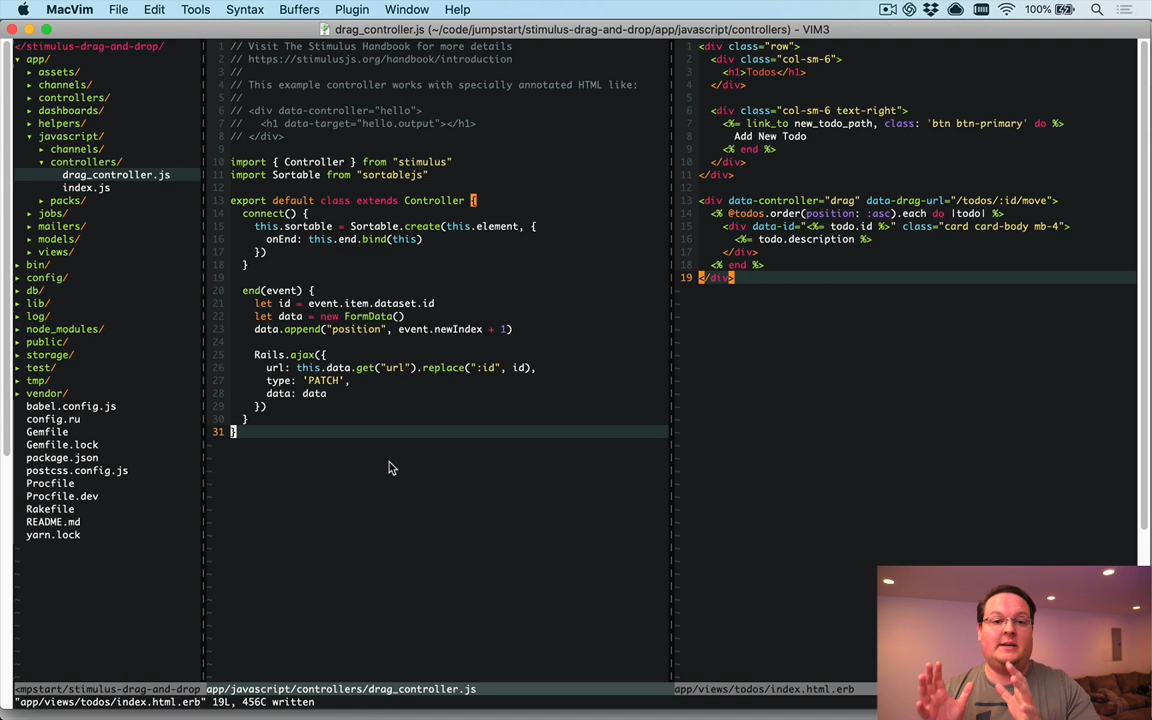 MacVim File Edit Tools Syntax Buffers Plugin Window Help 100%
drag_controller.js (~/code/jumpstart/stimulus-drag-and-drop/app/javascript/controllers) - VIM3
</stimulus-drag-and-drop/
▾ app/
▸ assets/
▸ channels/
▸ controllers/
▸ dashboards/
▸ helpers/
▾ javascript/
▸ channels/
▾ controllers/
drag_controller.js
index.js
▸ packs/
▸ jobs/
▸ mailers/
▸ models/
▸ views/
▸ bin/
▸ config/
▸ db/
▸ lib/
▸ log/
▸ node_modules/
▸ public/
▸ storage/
▸ test/
▸ tmp/
▸ vendor/
babel.config.js
config.ru
Gemfile
Gemfile.lock
package.json
postcss.config.js
Procfile
Procfile.dev
Rakefile
README.md
yarn.lock
1 // Visit The Stimulus Handbook for more details
2 // https://stimulusjs.org/handbook/introduction
3 //
4 // This example controller works with specially annotated HTML like:
5 //
6 // <div data-controller="hello">
7 //   <h1 data-target="hello.output"></h1>
8 // </div>
9
10 import { Controller } from "stimulus"
11 import Sortable from "sortablejs"
12
13 export default class extends Controller {
14   connect() {
15     this.sortable = Sortable.create(this.element, {
16       onEnd: this.end.bind(this)
17     })
18   }
19
20   end(event) {
21     let id = event.item.dataset.id
22     let data = new FormData()
23     data.append("position", event.newIndex + 1)
24
25     Rails.ajax({
26       url: this.data.get("url").replace(":id", id),
27       type: 'PATCH',
28       data: data
29     })
30   }
31 }
1 <div class="row">
2   <div class="col-sm-6">
3     <h1>Todos</h1>
4   </div>
5
6   <div class="col-sm-6 text-right">
7     <%= link_to new_todo_path, class: 'btn btn-primary' do %>
8       Add New Todo
9     <% end %>
10   </div>
11 </div>
12
13 <div data-controller="drag" data-drag-url="/todos/:id/move">
14   <% @todos.order(position: :asc).each do |todo| %>
15     <div data-id="<%= todo.id %>" class="card card-body mb-4">
16       <%= todo.description %>
17     </div>
18   <% end %>
19 </div>
<mpstart/stimulus-drag-and-drop app/javascript/controllers/drag_controller.js app/views/todos/index.html.erb
"app/views/todos/index.html.erb" 19L, 456C written